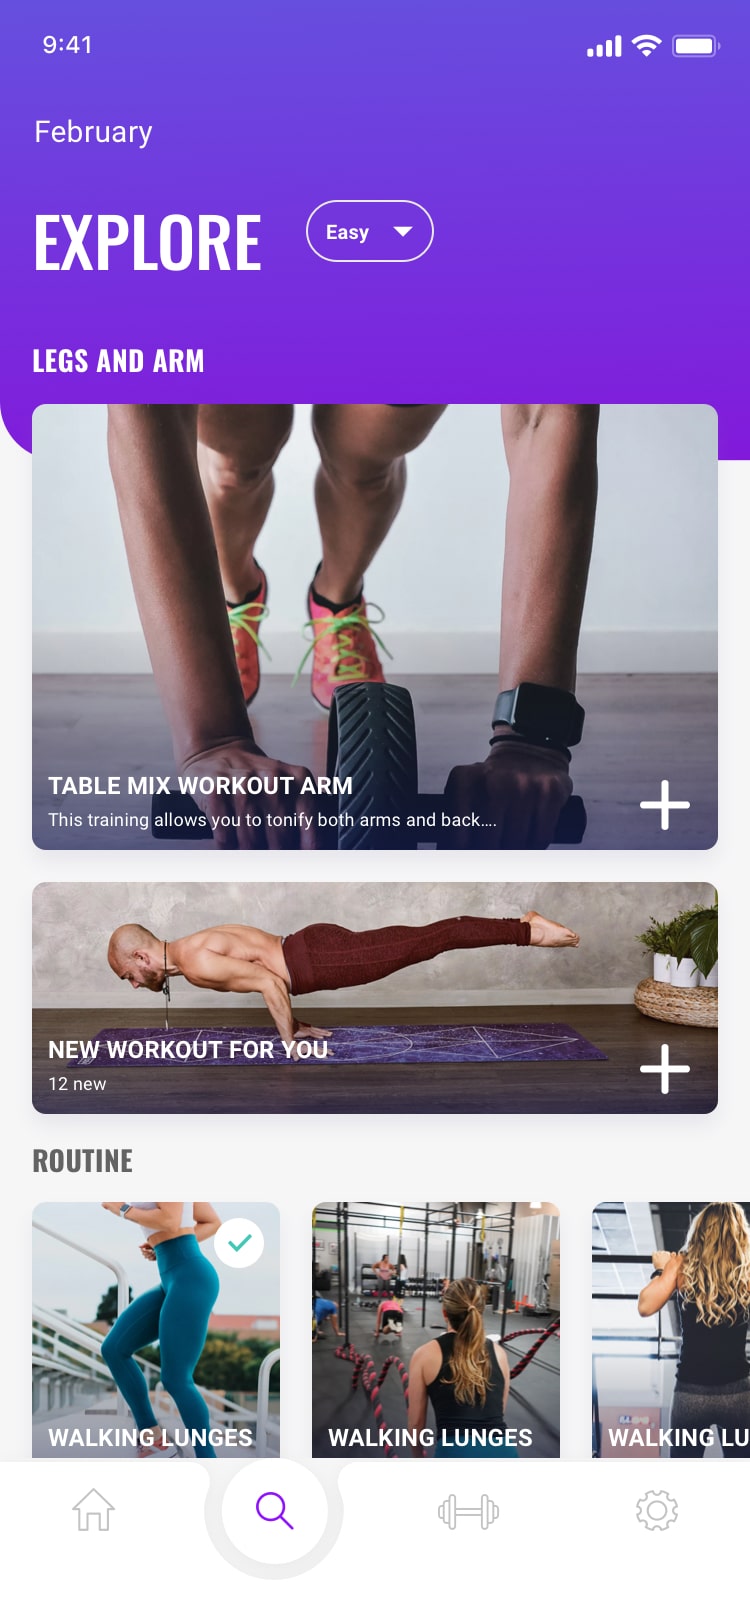 9:41
February
EXPLORE
Easy
LEGS AND ARM
TABLE MIX WORKOUT ARM
This training allows you to tonify both arms and back....
NEW WORKOUT FOR YOU
12 new
ROUTINE
WALKING LUNGES
WALKING LUNGES
WALKING LU